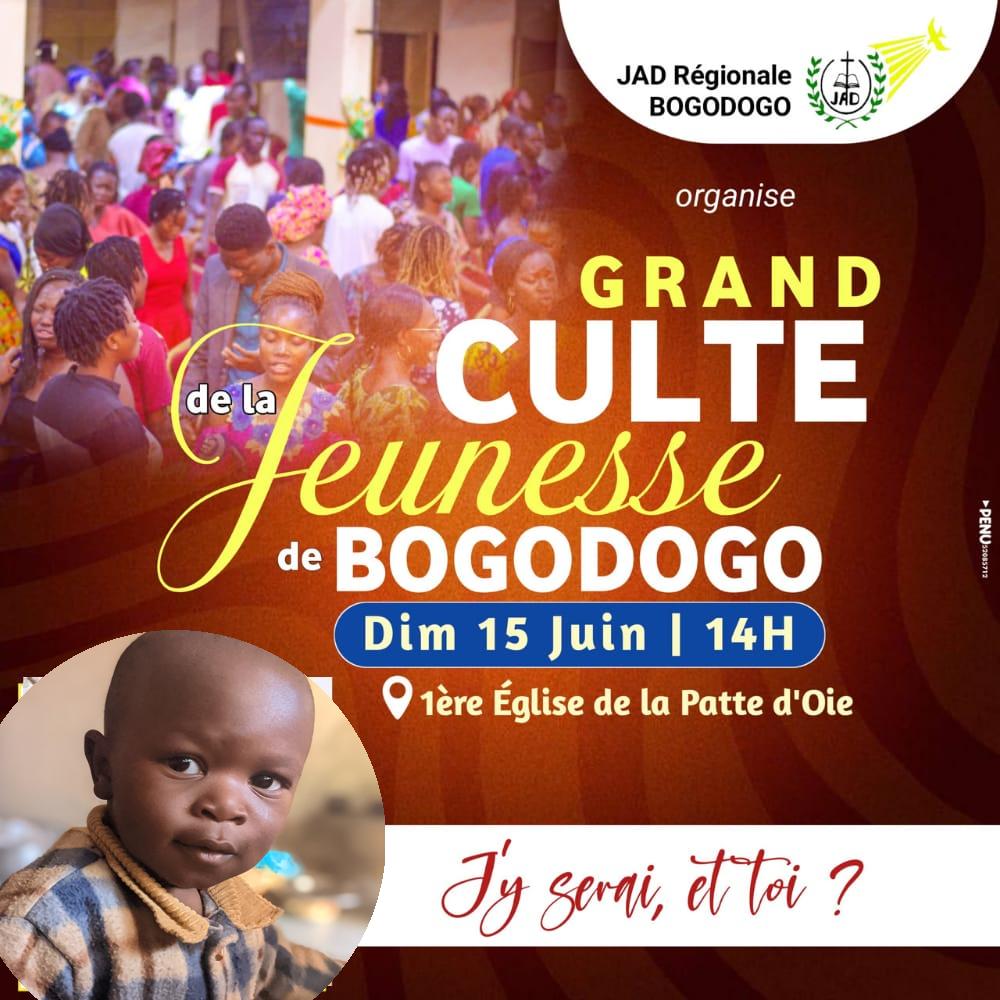 JAD Régionale
BOGODOGO
JAD
organise
GRAND
CULTE
de la
Jeunesse
de BOGODOGO
Dim 15 Juin | 14H
1ère Église de la Patte d'Oie
PENU
J'y serai, et toi ?